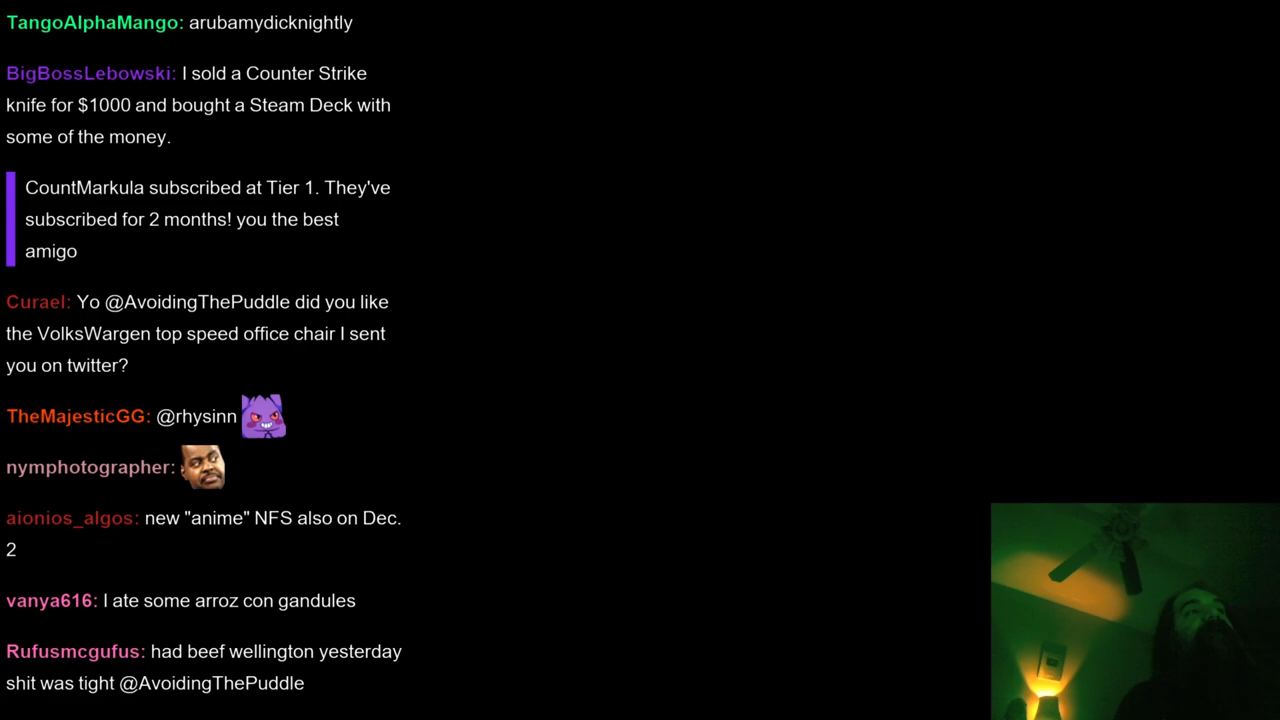 TangoAlphaMango: arubamydicknightly
BigBossLebowski: I sold a Counter Strike
knife for $1000 and bought a Steam Deck with
some of the money.
CountMarkula subscribed at Tier 1. They've
subscribed for 2 months! you the best
amigo
Curael: Yo @AvoidingThePuddle did you like
the VolksWargen top speed office chair I sent
you on twitter?
TheMajesticGG: @rhysinn
nymphotographer:
aionios_algos: new "anime" NFS also on Dec.
2
vanya616: I ate some arroz con gandules
Rufusmcgufus: had beef wellington yesterday
shit was tight @AvoidingThePuddle